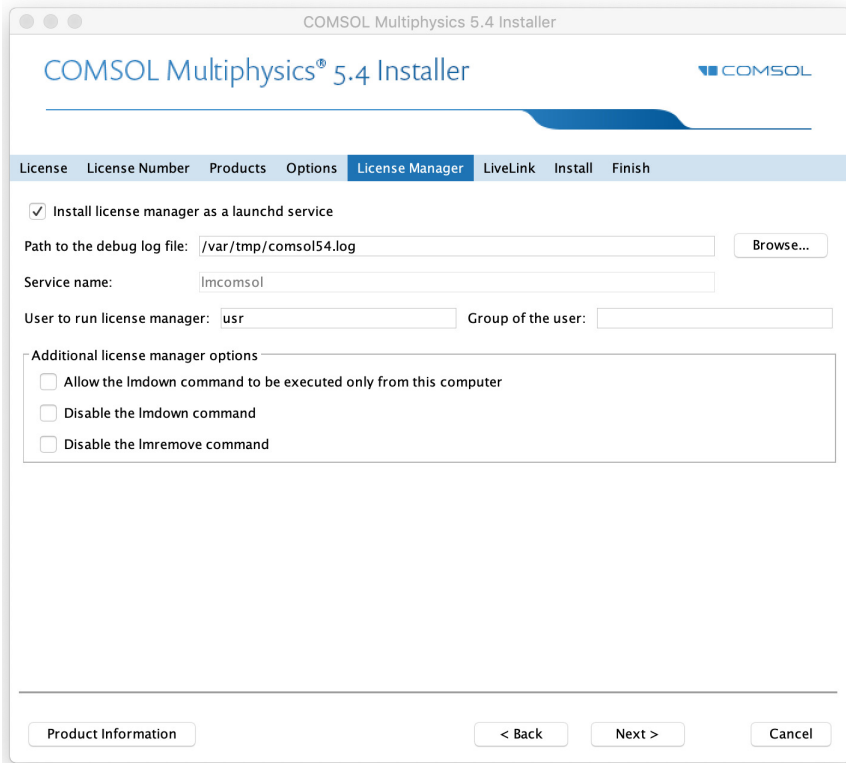 COMSOL Multiphysics 5.4 Installer
COMSOL Multiphysics® 5.4 Installer
COMSOL
License License Number Products Options License Manager LiveLink Install Finish
Install license manager as a launchd service
Path to the debug log file: /var/tmp/comsol54.log Browse...
Service name: lmcomsol
User to run license manager: usr Group of the user:
Additional license manager options
Allow the lmdown command to be executed only from this computer
Disable the lmdown command
Disable the lmremove command
Product Information < Back Next > Cancel